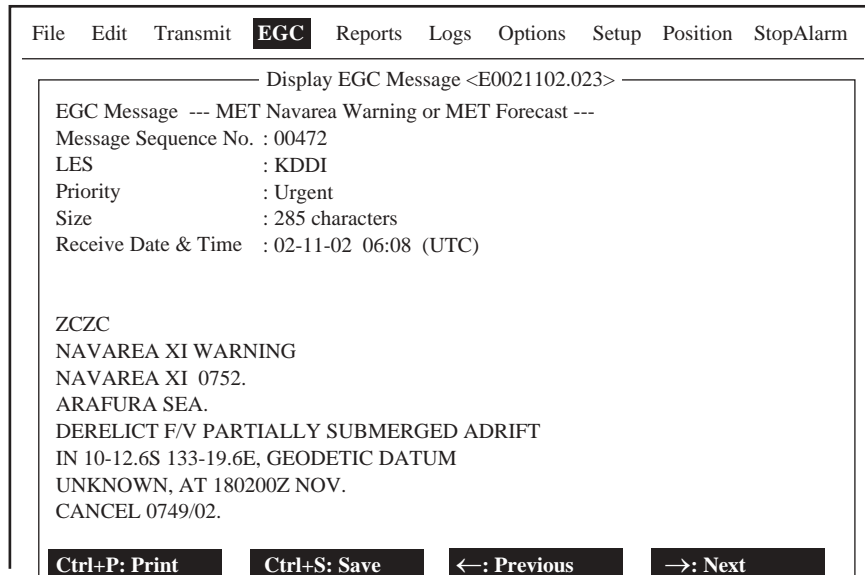 File Edit Transmit EGC Reports Logs Options Setup Position StopAlarm
Display EGC Message <E0021102.023>
EGC Message --- MET Navarea Warning or MET Forecast ---
Message Sequence No. : 00472
LES : KDDI
Priority : Urgent
Size : 285 characters
Receive Date & Time : 02-11-02 06:08 (UTC)
ZCZC
NAVAREA XI WARNING
NAVAREA XI 0752.
ARAFURA SEA.
DERELICT F/V PARTIALLY SUBMERGED ADRIFT
IN 10-12.6S 133-19.6E, GEODETIC DATUM
UNKNOWN, AT 180200Z NOV.
CANCEL 0749/02.
Ctrl+P: Print Ctrl+S: Save ←: Previous →: Next